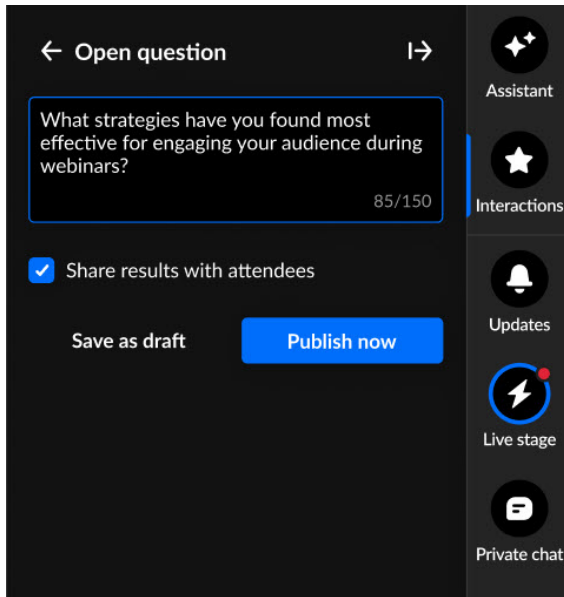 Open question
What strategies have you found most
effective for engaging your audience during
webinars?
85/150
Share results with attendees
Save as draft
Publish now
Assistant
Interactions
Updates
Live stage
Private chat